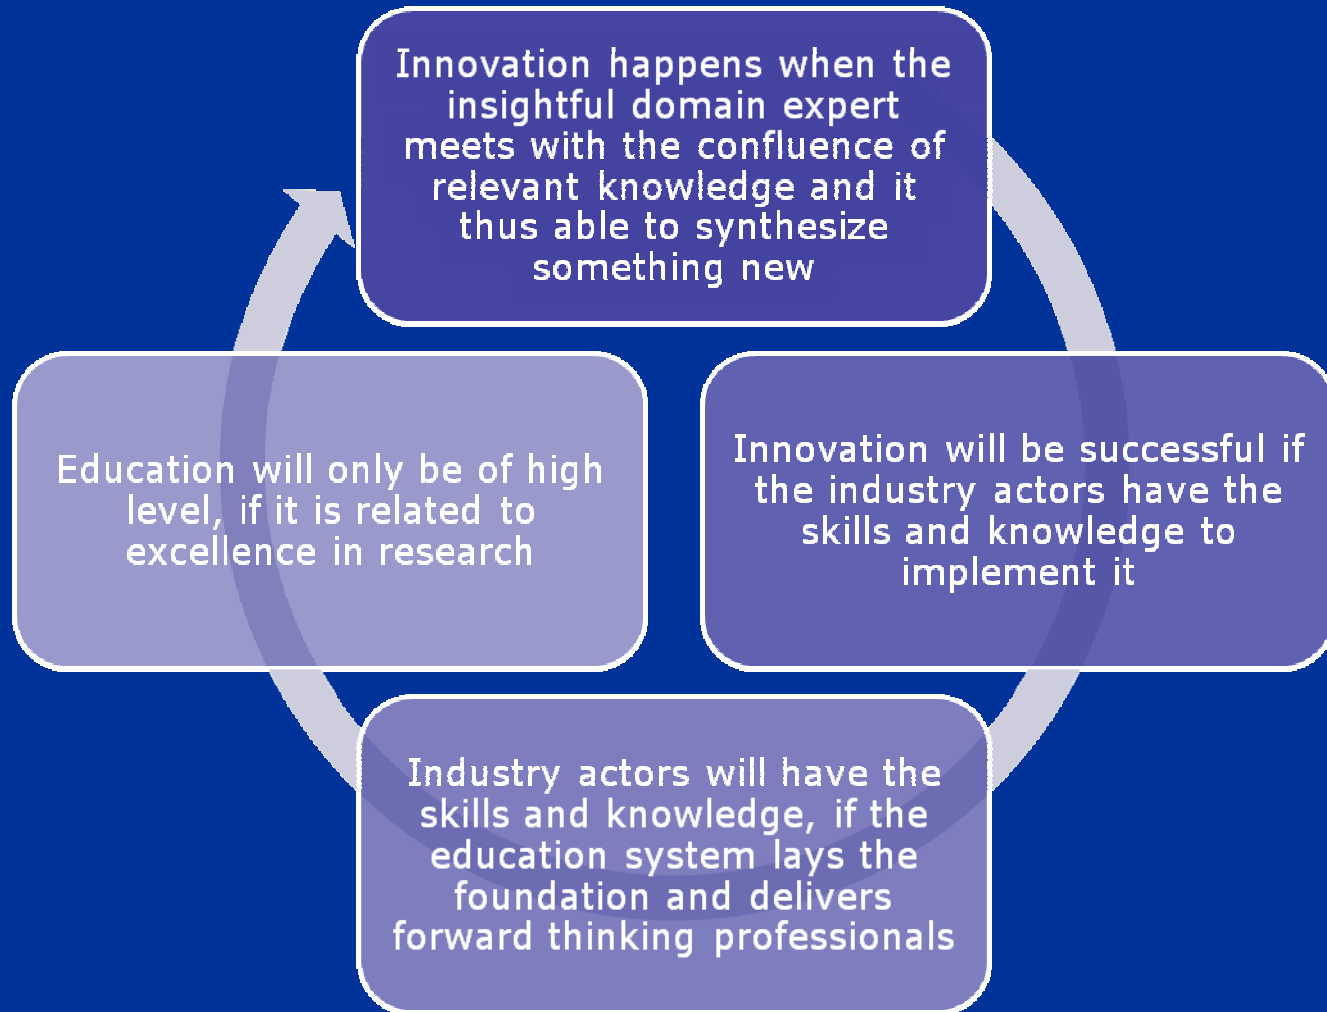 Innovation happens when the
insightful domain expert
meets with the confluence of
relevant knowledge and it
thus able to synthesize
something new
Innovation will be successful if
the industry actors have the
skills and knowledge to
implement it
Industry actors will have the
skills and knowledge, if the
education system lays the
foundation and delivers
forward thinking professionals
Education will only be of high
level, if it is related to
excellence in research